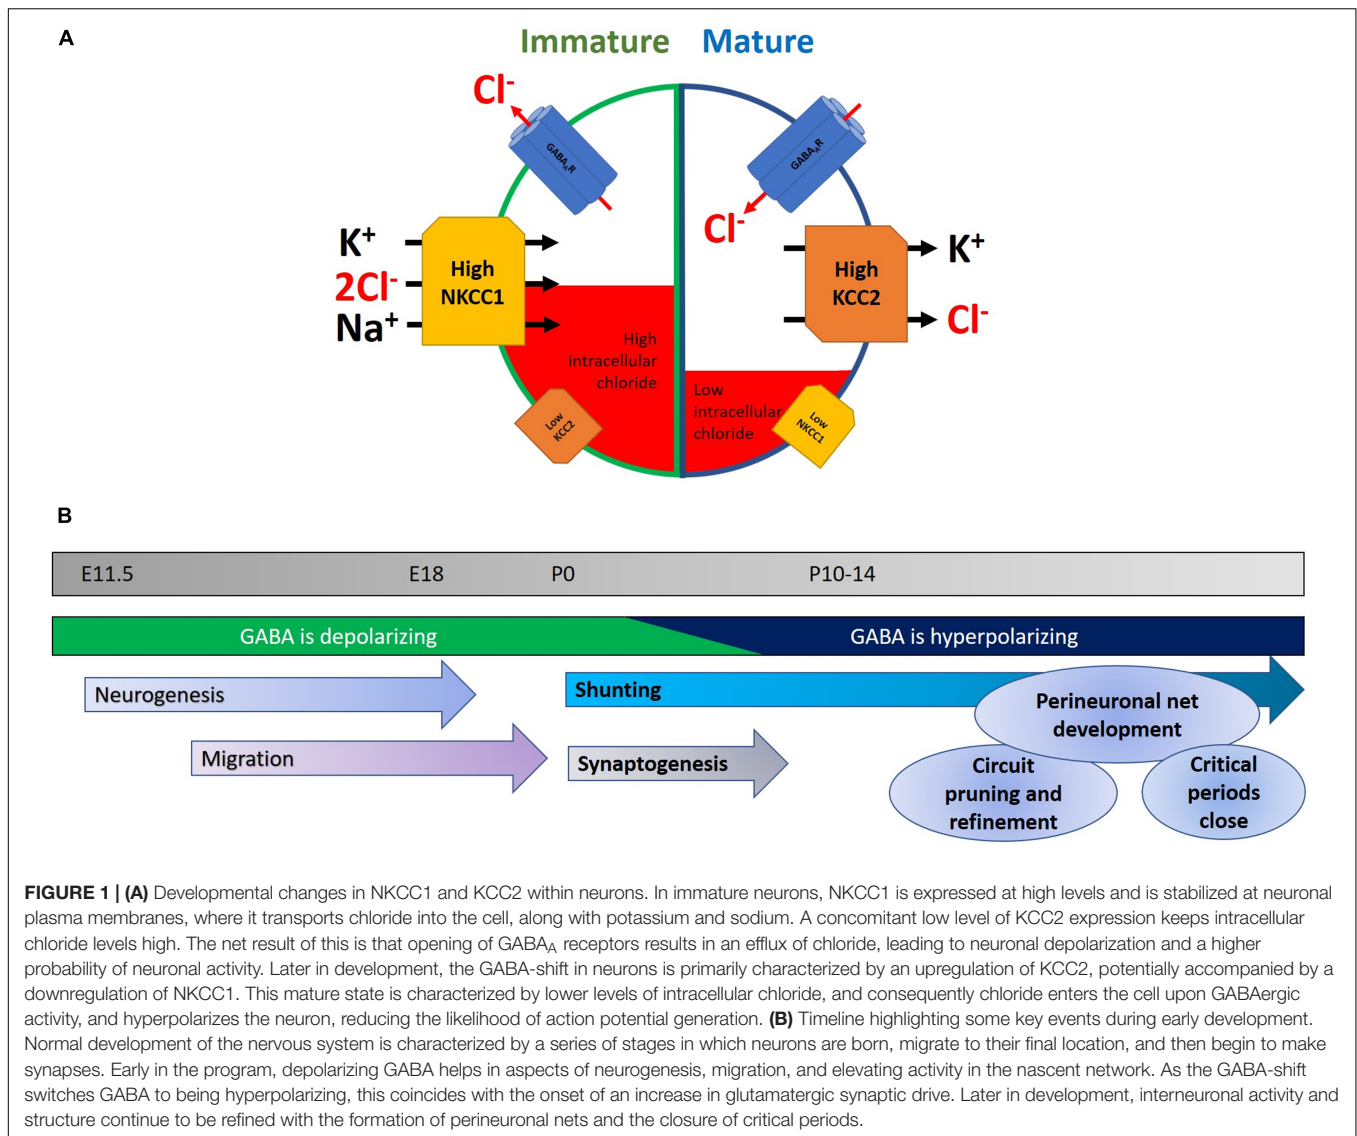 A
Immature Mature
Cl-
GABAAR
GABAAR
Cl-
K+
2Cl-
Na+
High
NKCC1
High
KCC2
K+
Cl-
High
intracellular
chloride
Low
intracellular
chloride
Low
KCC2
Low
NKCC1
B
E11.5 E18 P0 P10-14
GABA is depolarizing GABA is hyperpolarizing
Neurogenesis
Shunting
Migration
Synaptogenesis
Perineuronal net
development
Circuit
pruning and
refinement
Critical
periods
close
FIGURE 1 | (A) Developmental changes in NKCC1 and KCC2 within neurons. In immature neurons, NKCC1 is expressed at high levels and is stabilized at neuronal
plasma membranes, where it transports chloride into the cell, along with potassium and sodium. A concomitant low level of KCC2 expression keeps intracellular
chloride levels high. The net result of this is that opening of GABAA receptors results in an efflux of chloride, leading to neuronal depolarization and a higher
probability of neuronal activity. Later in development, the GABA-shift in neurons is primarily characterized by an upregulation of KCC2, potentially accompanied by a
downregulation of NKCC1. This mature state is characterized by lower levels of intracellular chloride, and consequently chloride enters the cell upon GABAergic
activity, and hyperpolarizes the neuron, reducing the likelihood of action potential generation. (B) Timeline highlighting some key events during early development.
Normal development of the nervous system is characterized by a series of stages in which neurons are born, migrate to their final location, and then begin to make
synapses. Early in the program, depolarizing GABA helps in aspects of neurogenesis, migration, and elevating activity in the nascent network. As the GABA-shift
switches GABA to being hyperpolarizing, this coincides with the onset of an increase in glutamatergic synaptic drive. Later in development, interneuronal activity and
structure continue to be refined with the formation of perineuronal nets and the closure of critical periods.